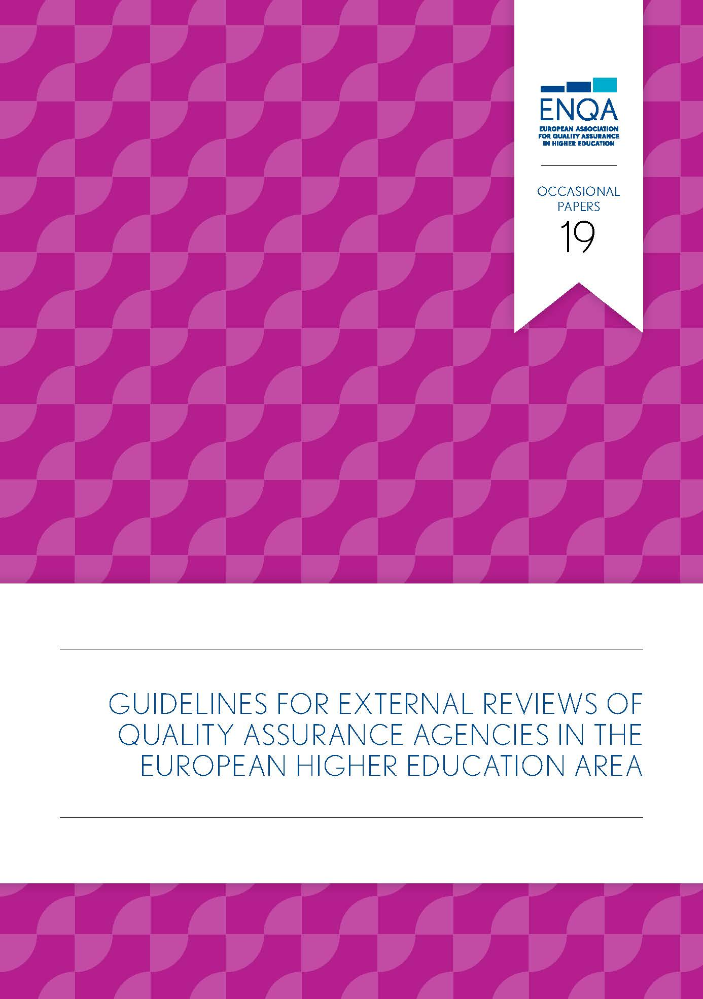 ENQA
EUROPEAN ASSOCIATION
FOR QUALITY ASSURANCE
IN HIGHER EDUCATION
OCCASIONAL
PAPERS
19
GUIDELINES FOR EXTERNAL REVIEWS OF
QUALITY ASSURANCE AGENCIES IN THE
EUROPEAN HIGHER EDUCATION AREA